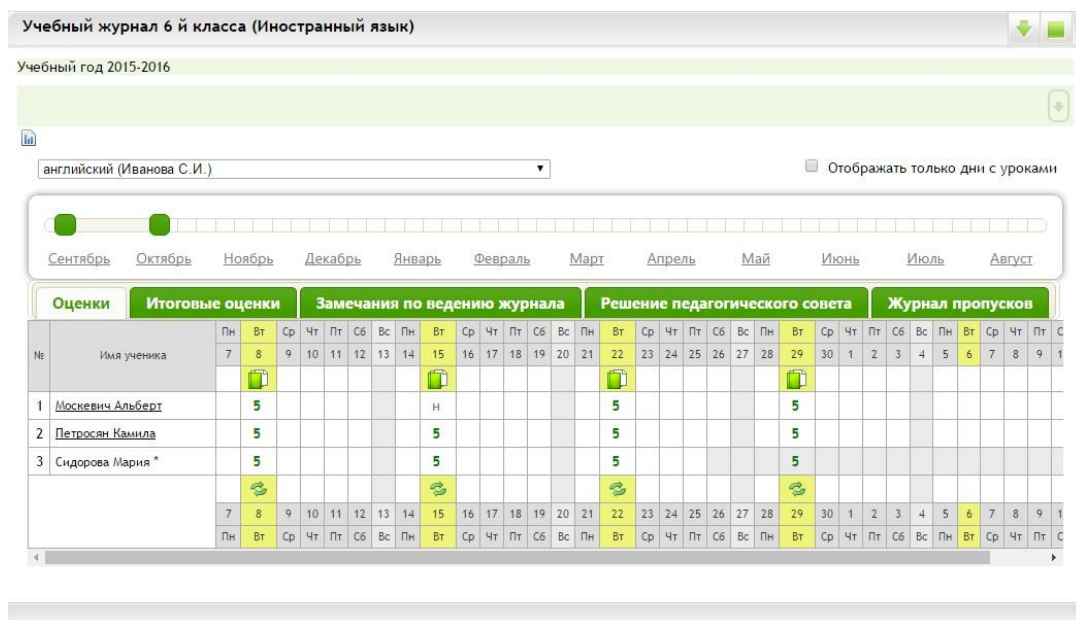 Учебный журнал 6 й класса (Иностранный язык)
Учебный год 2015-2016
английский (Иванова С.И.)
Отображать только дни с уроками
Сентябрь Октябрь Ноябрь Декабрь Январь Февраль Март Апрель Май Июнь Июль Август
Оценки Итоговые оценки Замечания по ведению журнала Решение педагогического совета Журнал пропусков
№ Имя ученика Пн Вт Ср Чт Пт Сб Вс Пн Вт Ср Чт Пт Сб Вс Пн Вт Ср Чт Пт Сб Вс Пн Вт Ср Чт Пт Сб Вс Пн Вт Ср Чт Пт
7 8 9 10 11 12 13 14 15 16 17 18 19 20 21 22 23 24 25 26 27 28 29 30 1 2 3 4 5 6 7 8 9
1 Москевич Альберт 5 н 5 5
2 Петросян Камила 5 5 5 5
3 Сидорова Мария * 5 5 5 5
7 8 9 10 11 12 13 14 15 16 17 18 19 20 21 22 23 24 25 26 27 28 29 30 1 2 3 4 5 6 7 8 9
Пн Вт Ср Чт Пт Сб Вс Пн Вт Ср Чт Пт Сб Вс Пн Вт Ср Чт Пт Сб Вс Пн Вт Ср Чт Пт Сб Вс Пн Вт Ср Чт Пт